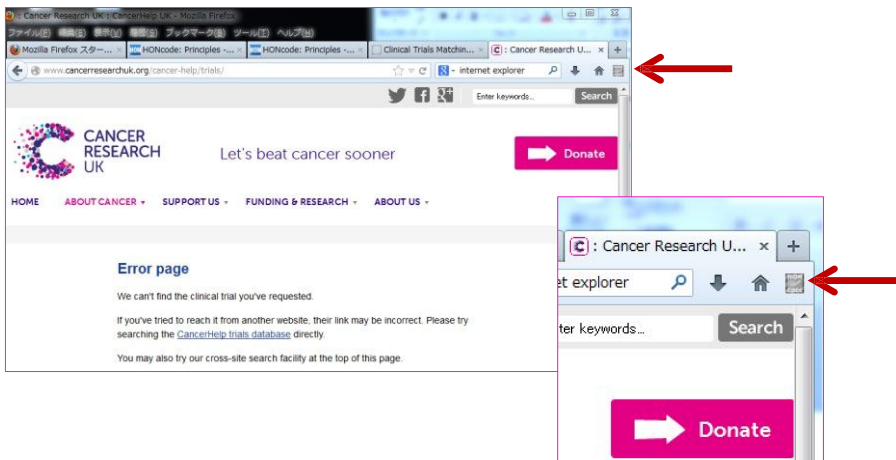 : Cancer Research UK : CancerHelp UK - Mozilla Firefox
ファイル(F) 編集(E) 表示(V) 履歴(S) ブックマーク(B) ツール(T) ヘルプ(H)
Mozilla Firefox スター... × HONcode: Principles -... × HONcode: Principles -... × Clinical Trials Matchin... × : Cancer Research U... × +
www.cancerresearchuk.org/cancer-help/trials/ 8 - internet explorer
Enter keywords... Search
CANCER
RESEARCH
UK
Let's beat cancer sooner
Donate
HOME ABOUT CANCER SUPPORT US FUNDING & RESEARCH ABOUT US
Error page
We can't find the clinical trial you've requested.
If you've tried to reach it from another website, their link may be incorrect. Please try
searching the CancerHelp trials database directly.
You may also try our cross-site search facility at the top of this page.
: Cancer Research U... × +
et explorer
ter keywords... Search
Donate